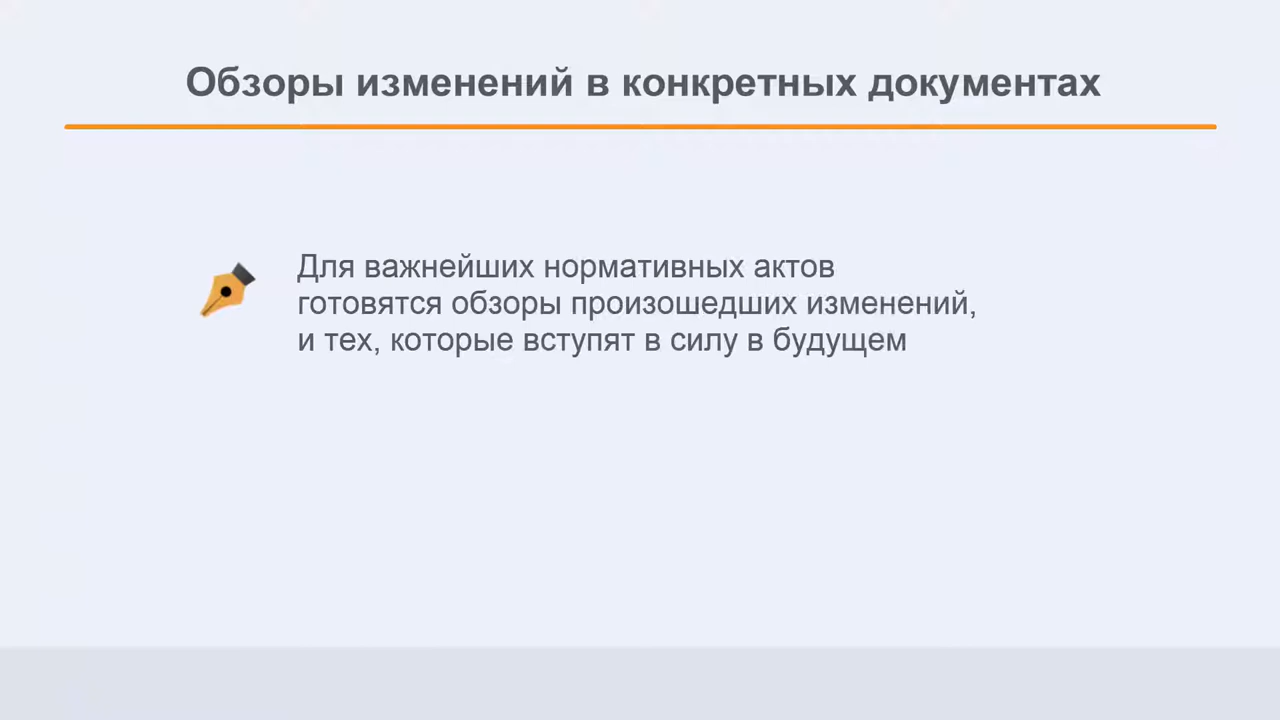 Обзоры изменений в конкретных документах
Для важнейших нормативных актов
готовятся обзоры произошедших изменений,
и тех, которые вступят в силу в будущем